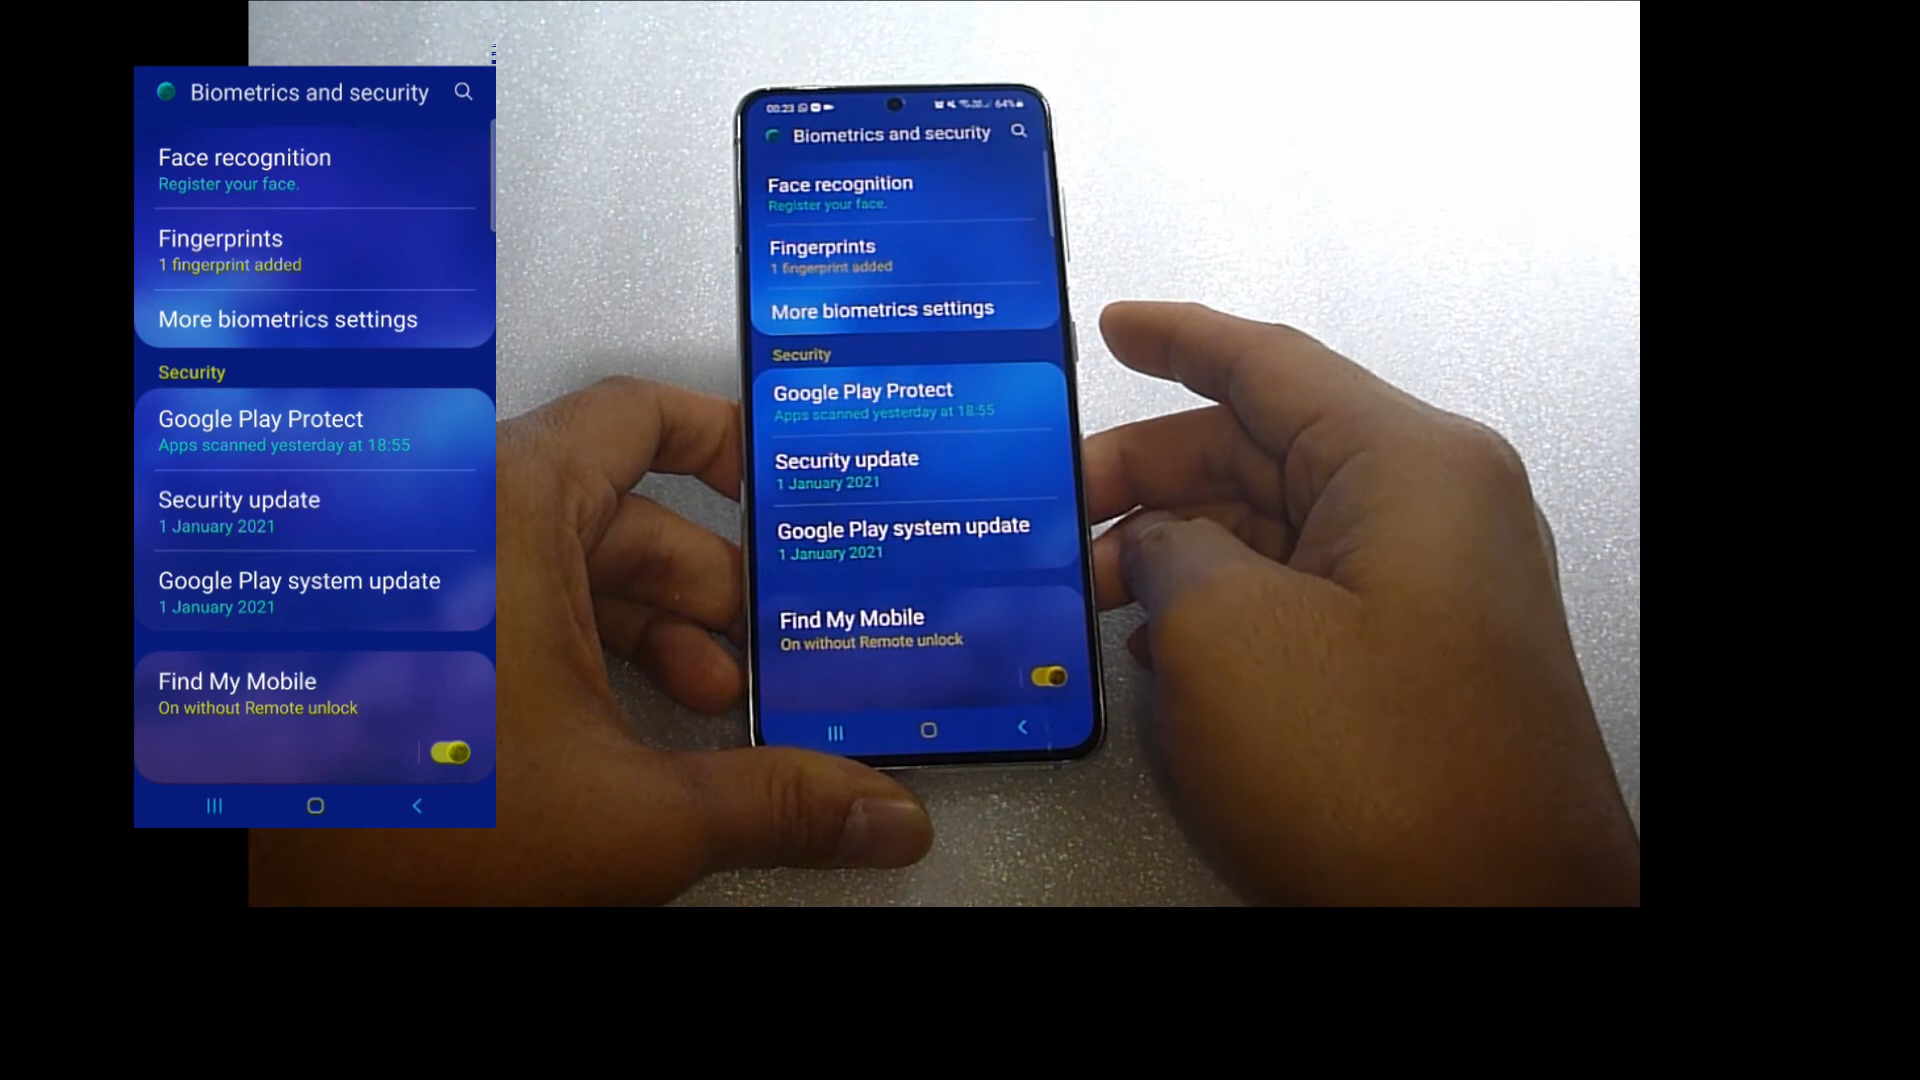 Biometrics and security
Face recognition
Register your face.
Fingerprints
1 fingerprint added
More biometrics settings
Security
Google Play Protect
Apps scanned yesterday at 18:55
Security update
1 January 2021
Google Play system update
1 January 2021
Find My Mobile
On without Remote unlock
00:23
64%
Biometrics and security
Face recognition
Register your face.
Fingerprints
1 fingerprint added
More biometrics settings
Security
Google Play Protect
Apps scanned yesterday at 18:55
Security update
1 January 2021
Google Play system update
1 January 2021
Find My Mobile
On without Remote unlock